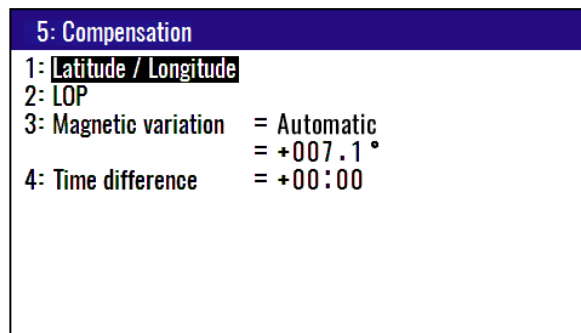 5: Compensation
1: Latitude / Longitude
2: LOP
3: Magnetic variation = Automatic
= +007.1°
4: Time difference = +00:00